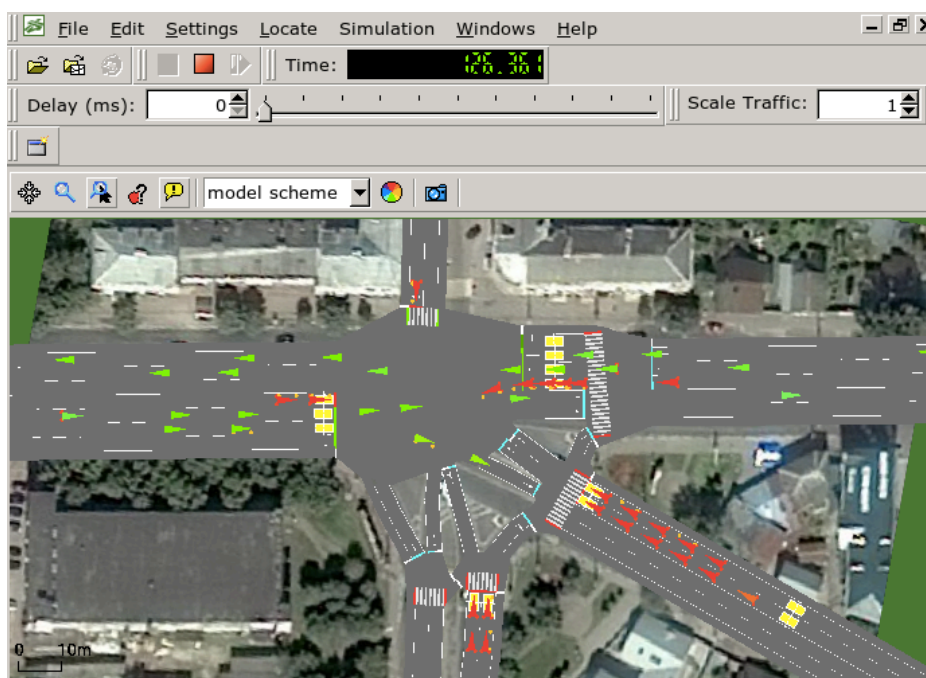 File Edit Settings Locate Simulation Windows Help
Time: 126.361
Delay (ms): 0 Scale Traffic: 1
model scheme
0 10m